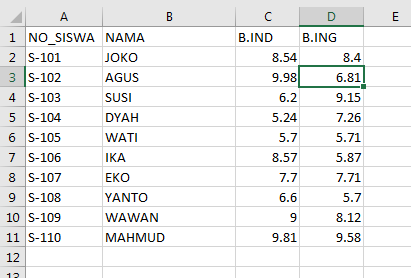 A B C D E
1 NO_SISWA NAMA B.IND B.ING
2 S-101 JOKO 8.54 8.4
3 S-102 AGUS 9.98 6.81
4 S-103 SUSI 6.2 9.15
5 S-104 DYAH 5.24 7.26
6 S-105 WATI 5.7 5.71
7 S-106 IKA 8.57 5.87
8 S-107 EKO 7.7 7.71
9 S-108 YANTO 6.6 5.7
10 S-109 WAWAN 9 8.12
11 S-110 MAHMUD 9.81 9.58
12
13